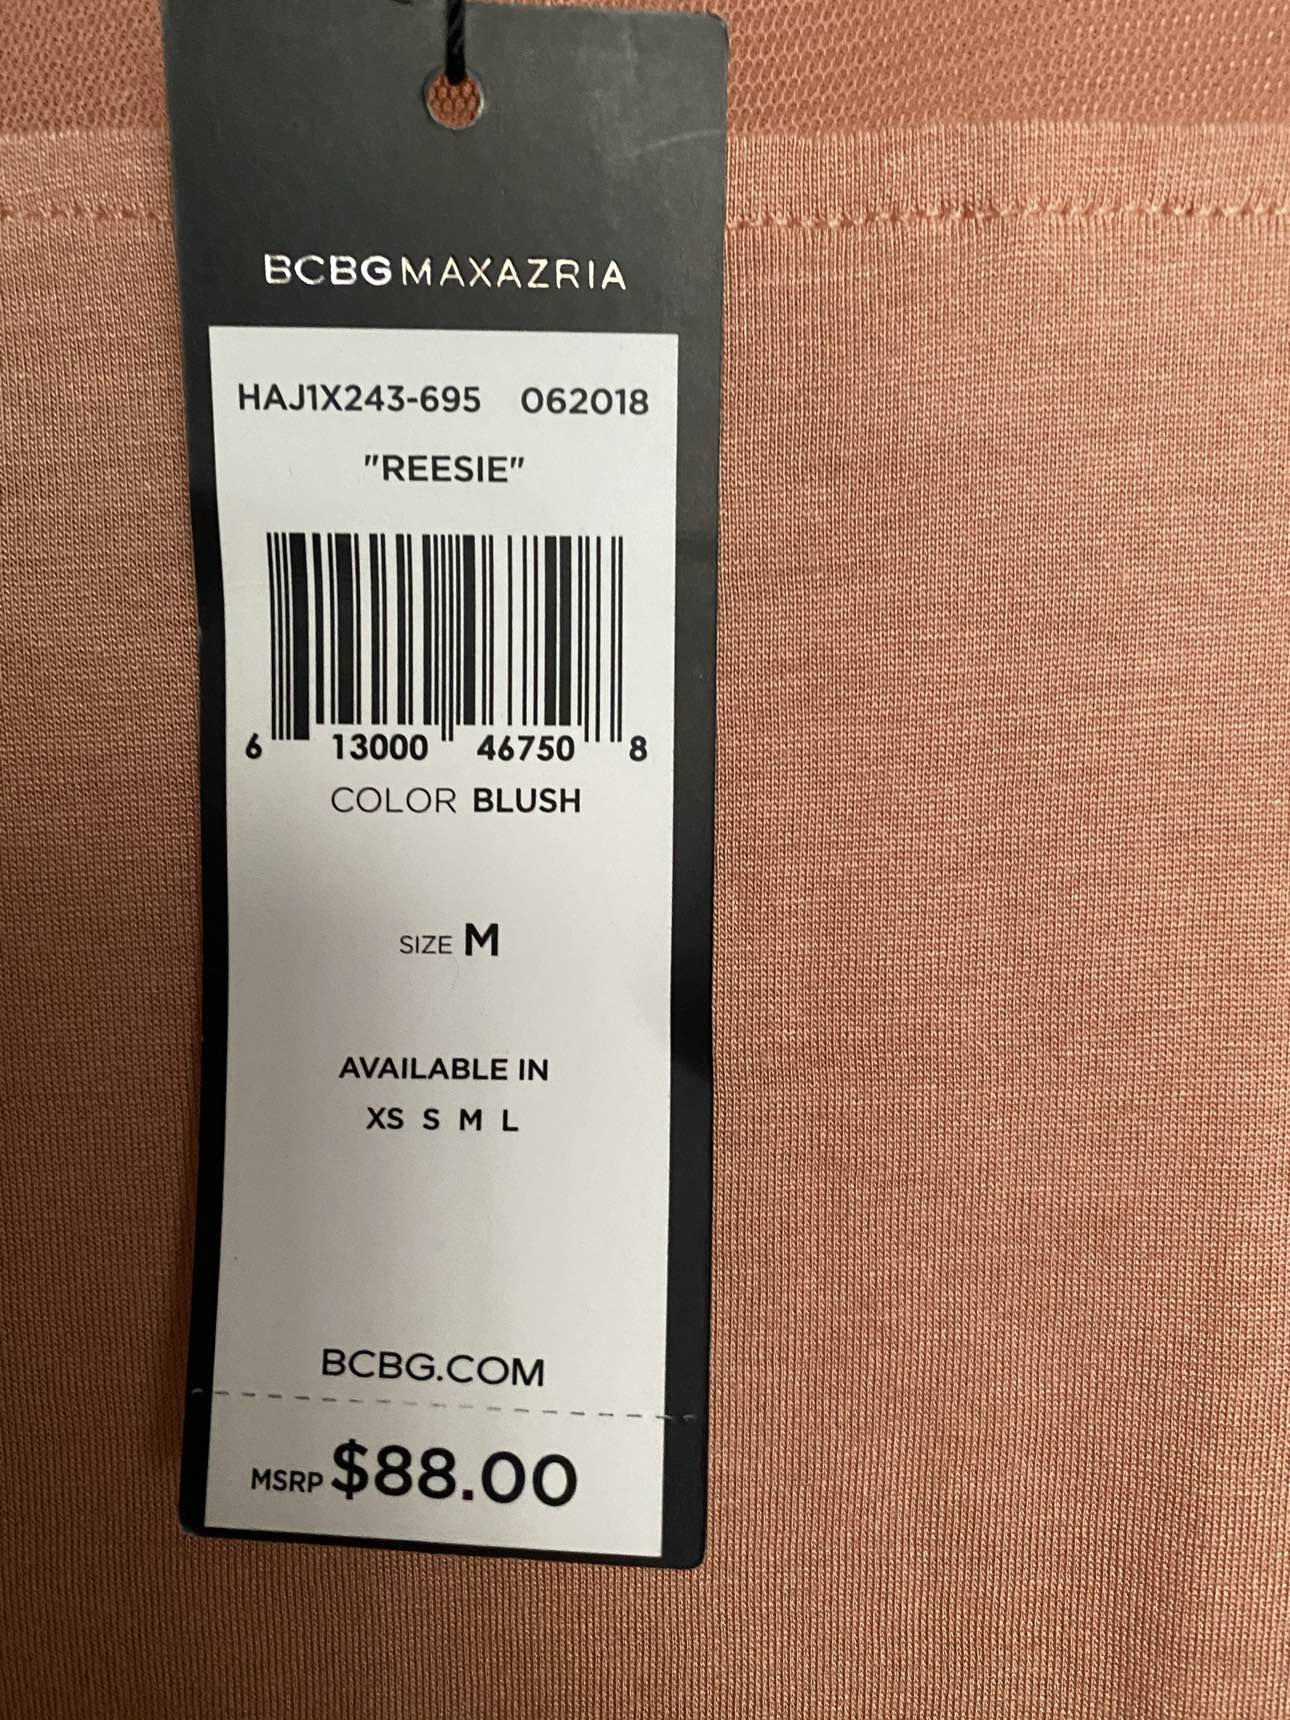 BCBGMAXAZRIA
HAJ1X243-695 062018
"REESIE"
6 13000 46750 8
COLOR BLUSH
SIZE M
AVAILABLE IN
XS S M L
BCBG.COM
MSRP $88.00